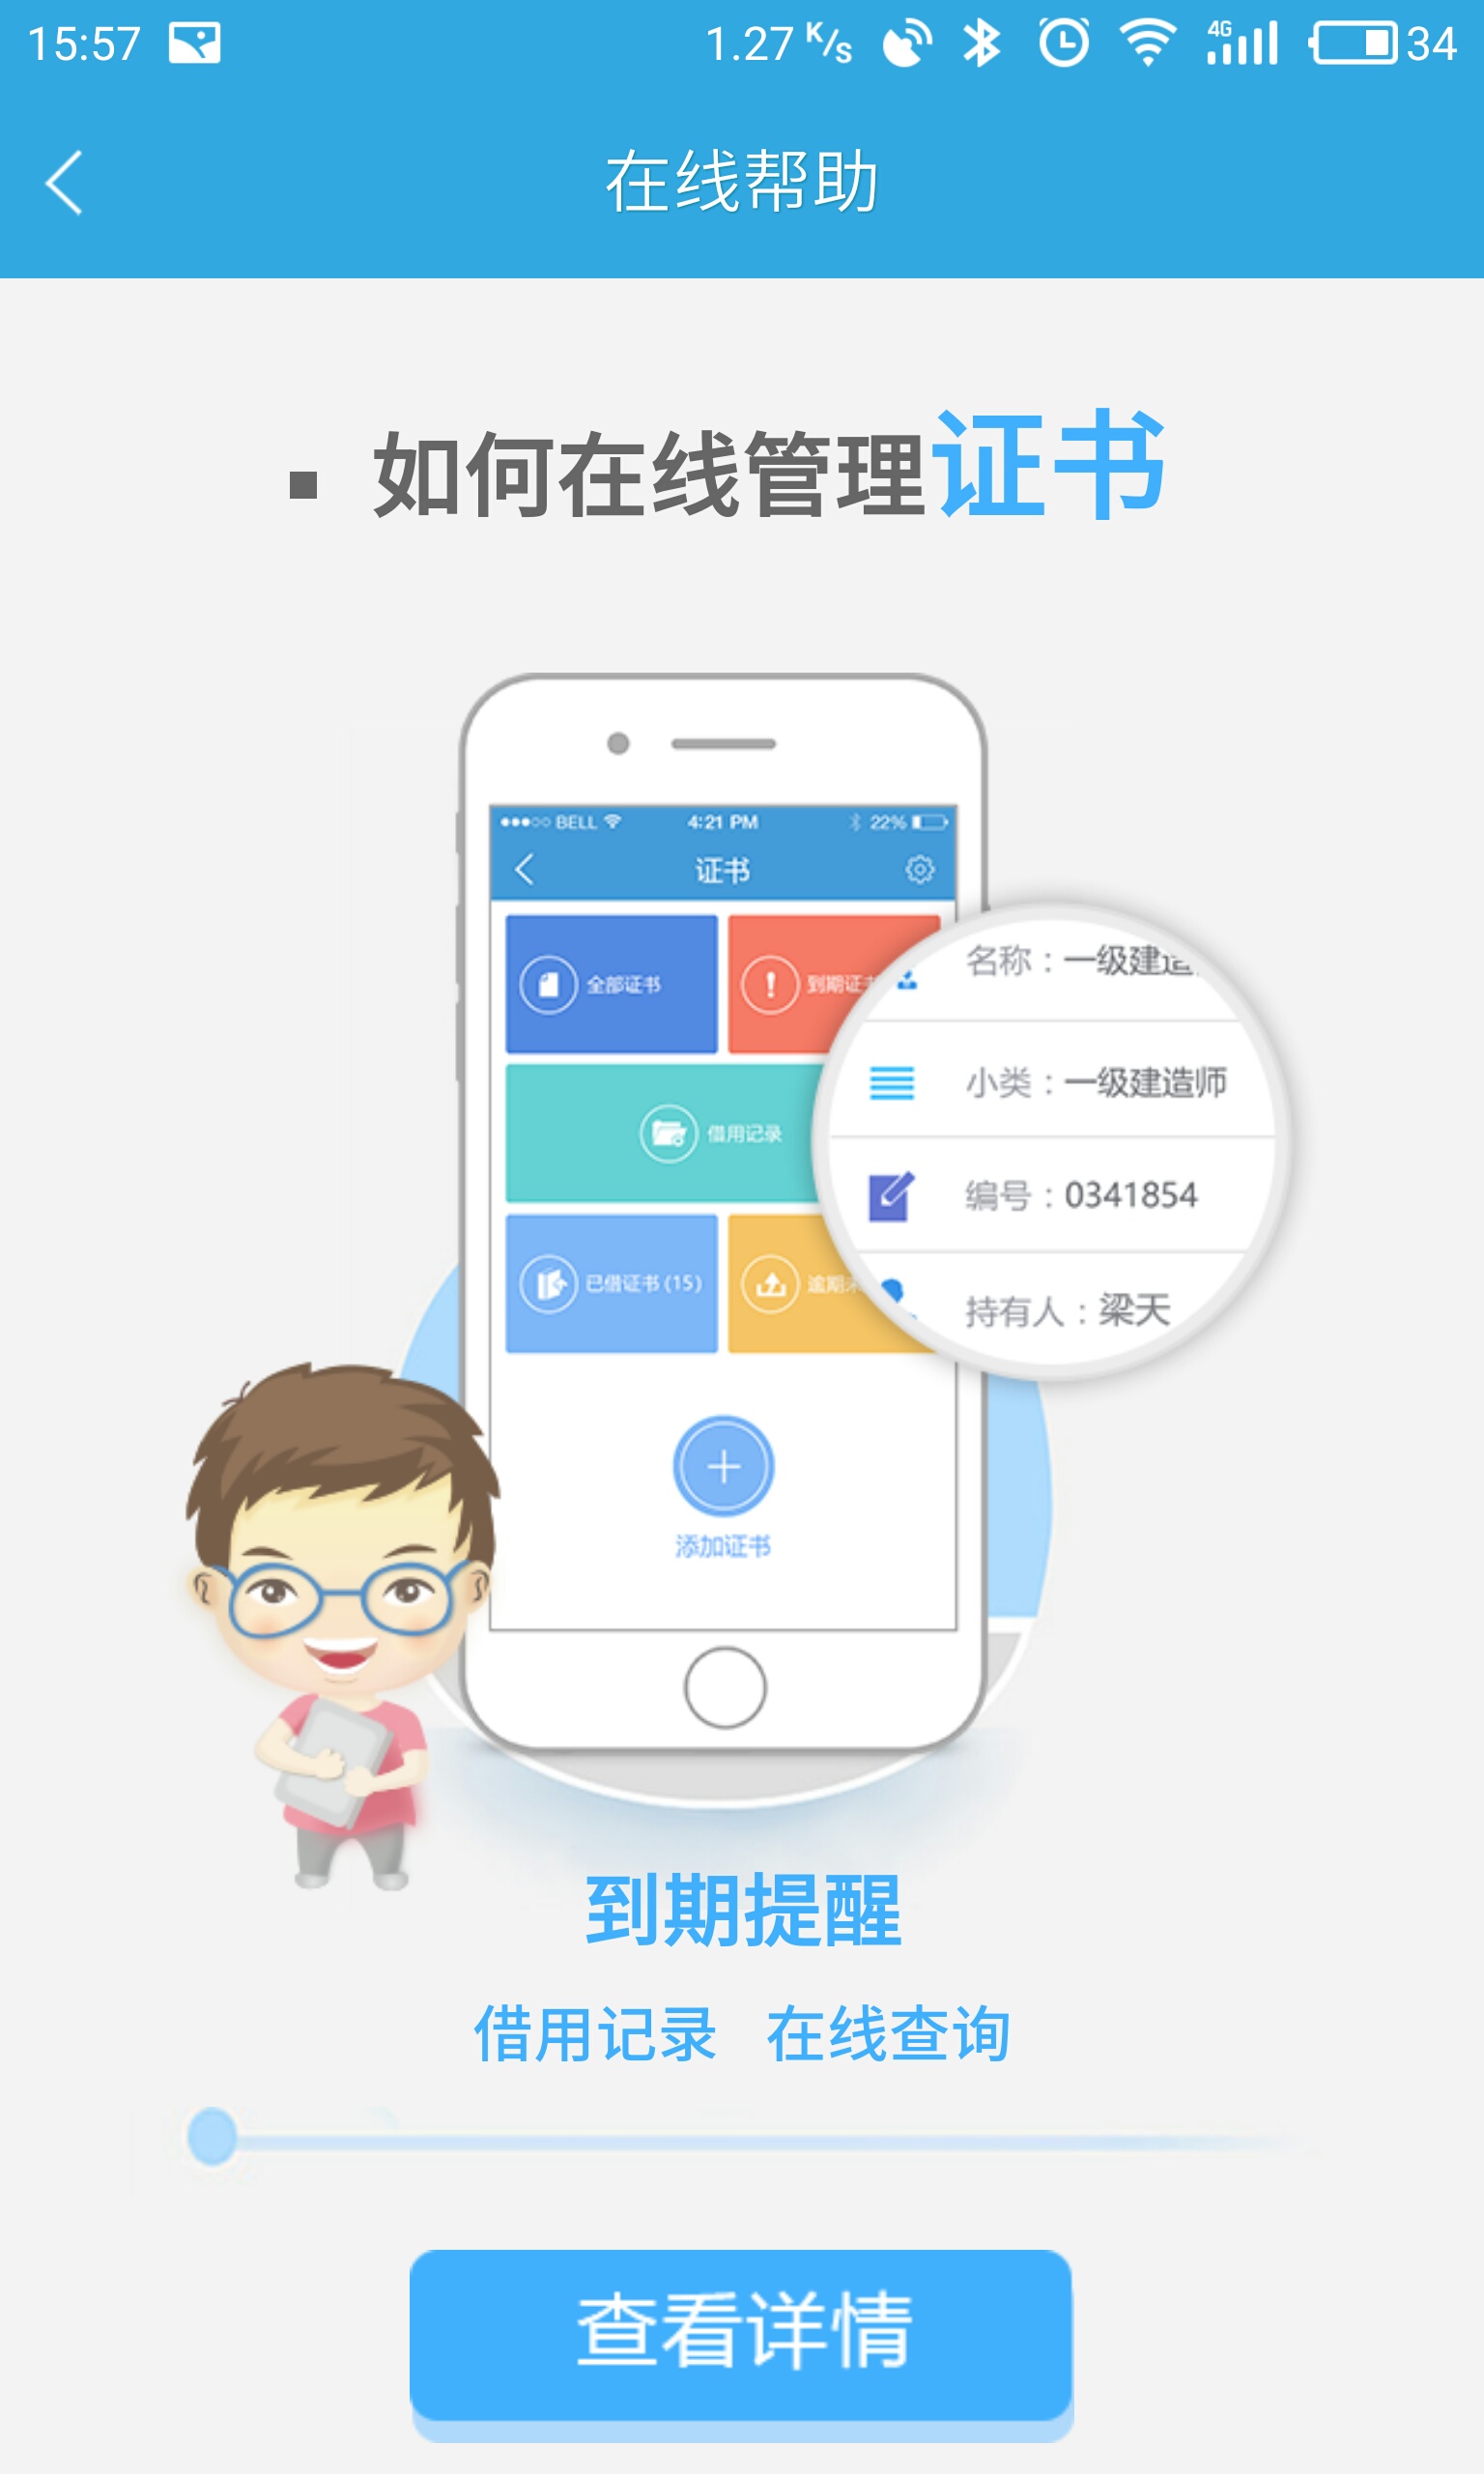 15:57 1.27 K/s 4G 34
在线帮助
如何在线管理证书
BELL 4:21 PM 22%
证书
全部证书 到期证
名称：一级建造
小类：一级建造师
借用记录
编号：0341854
已借证书 (15) 逾期
持有人：梁天
添加证书
到期提醒
借用记录 在线查询
查看详情